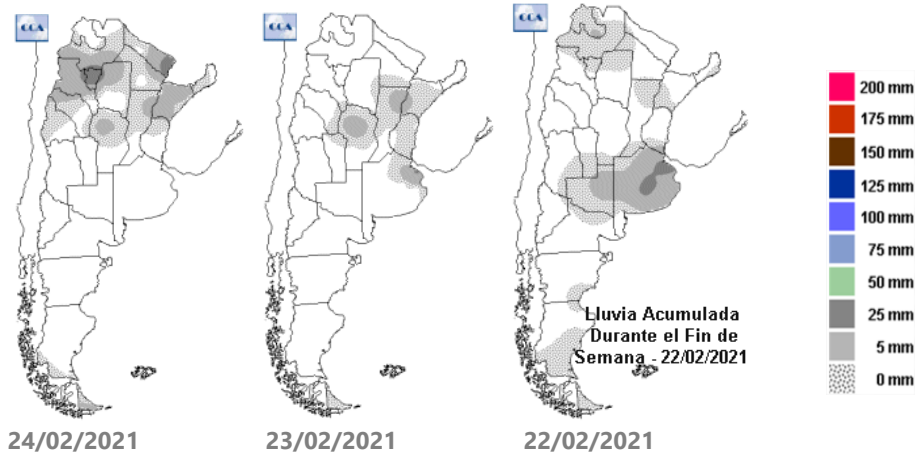 CCA
CCA
CCA
200 mm
175 mm
150 mm
125 mm
100 mm
75 mm
50 mm
25 mm
5 mm
0 mm
Lluvia Acumulada
Durante el Fin de
Semana - 22/02/2021
24/02/2021
23/02/2021
22/02/2021